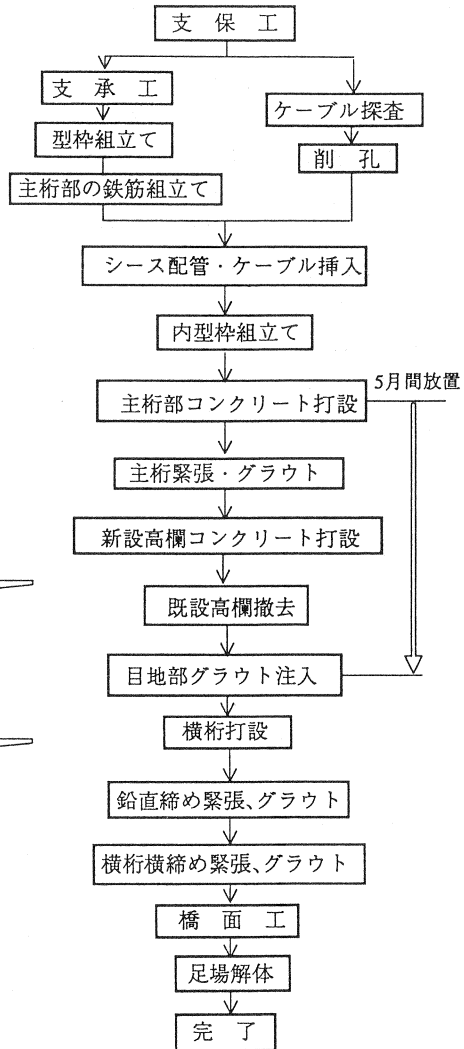 支保工
支承工
ケーブル探査
型枠組立て
削孔
主桁部の鉄筋組立て
シース配管・ケーブル挿入
内型枠組立て
5月間放置
主桁部コンクリート打設
主桁緊張・グラウト
新設高欄コンクリート打設
既設高欄撤去
目地部グラウト注入
横桁打設
鉛直締め緊張、グラウト
横桁横締め緊張、グラウト
橋面工
足場解体
完了